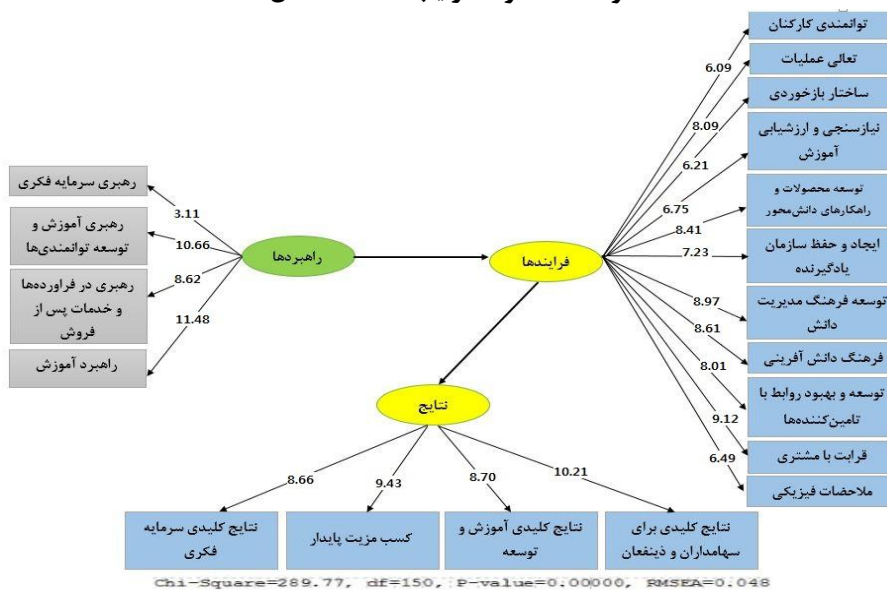 توانمندی کارکنان
6.09
تعالی عملیات
8.09
ساختار بازخوردی
6.21
نیازسنجی و ارزشیابی
آموزش
6.75
توسعه محصولات و
راهکارهای دانش‌محور
8.41
ایجاد و حفظ سازمان
یادگیرنده
7.23
توسعه فرهنگ مدیریت
دانش
8.97
فرهنگ دانش آفرینی
8.61
توسعه و بهبود روابط با
تامین‌کننده‌ها
8.01
قرابت با مشتری
9.12
ملاحضات فیزیکی
6.49
فرایندها
راهبردها
رهبری سرمایه فکری
3.11
رهبری آموزش و
توسعه توانمندی‌ها
10.66
رهبری در فراورده‌ها
و خدمات پس از
فروش
8.62
راهبرد آموزش
11.48
نتایج
10.21
8.70
9.43
8.66
نتایج کلیدی برای
سهامداران و ذینفعان
نتایج کلیدی آموزش و
توسعه
کسب مزیت پایدار
نتایج کلیدی سرمایه
فکری
Chi-Square=289.77, df=150, P-value=0.00000, RMSEA=0.048